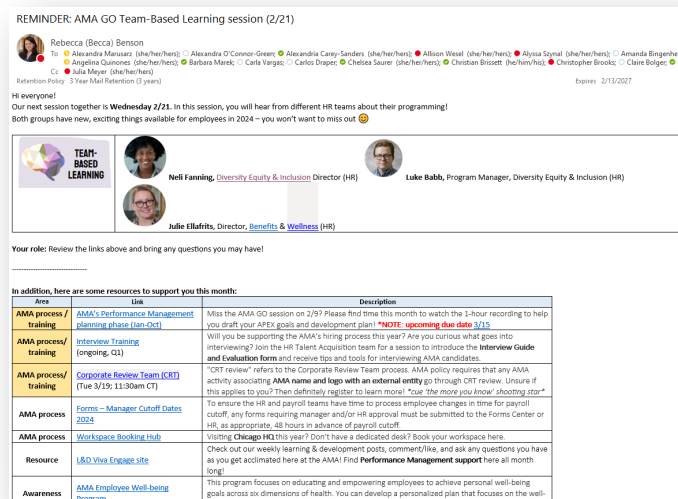 REMINDER: AMA GO Team-Based Learning session (2/21)
Rebecca (Becca) Benson
To Alexandra Marusarz (she/her/hers); Alexandra O'Connor-Green; Alexandria Carey-Sanders (she/her/hers); Allison Wesel (she/her/hers); Alyssa Szynal (she/her/hers); Amanda Bingenhe
Angelina Quinones (she/her/hers); Barbara Marek; Carla Vargas; Carlos Draper; Chelsea Saurer (she/her/hers); Christian Brissett (he/him/his); Christopher Brooks; Claire Bolger;
Cc Julia Meyer (she/her/hers)
Retention Policy 3 Year Mail Retention (3 years) Expires 2/13/2027
Hi everyone!
Our next session together is Wednesday 2/21. In this session, you will hear from different HR teams about their programming!
Both groups have new, exciting things available for employees in 2024 – you won't want to miss out
TEAM-
BASED
LEARNING
Neli Fanning, Diversity Equity & Inclusion Director (HR)
Luke Babb, Program Manager, Diversity Equity & Inclusion (HR)
Julie Ellafrits, Director, Benefits & Wellness (HR)
Your role: Review the links above and bring any questions you may have!
--------------------------------
In addition, here are some resources to support you this month:
Area Link Description
AMA process / training
AMA's Performance Management planning phase (Jan-Oct)
Miss the AMA GO session on 2/9? Please find time this month to watch the 1-hour recording to help
you draft your APEX goals and development plan! *NOTE: upcoming due date 3/15
AMA process/ training
Interview Training
(ongoing, Q1)
Will you be supporting the AMA's hiring process this year? Are you curious what goes into
interviewing? Join the HR Talent Acquisition team for a session to introduce the Interview Guide
and Evaluation form and receive tips and tools for interviewing AMA candidates.
AMA process/ training
Corporate Review Team (CRT)
(Tue 3/19; 11:30am CT)
"CRT review" refers to the Corporate Review Team process. AMA policy requires that any AMA
activity associating AMA name and logo with an external entity go through CRT review. Unsure if
this applies to you? Then definitely register to learn more! *cue 'the more you know' shooting star*
AMA process
Forms – Manager Cutoff Dates
2024
To ensure the HR and payroll teams have time to process employee changes in time for payroll
cutoff, any forms requiring manager and/or HR approval must be submitted to the Forms Center or
HR, as appropriate, 48 hours in advance of payroll cutoff.
AMA process
Workspace Booking Hub
Visiting Chicago HQ this year? Don't have a dedicated desk? Book your workspace here.
Resource
L&D Viva Engage site
Check out our weekly learning & development posts, comment/like, and ask any questions you have
as you get acclimated here at the AMA! Find Performance Management support here all month
long!
Awareness
AMA Employee Well-being
Program
This program focuses on educating and empowering employees to achieve personal well-being
goals across six dimensions of health. You can develop a personalized plan that focuses on the well-